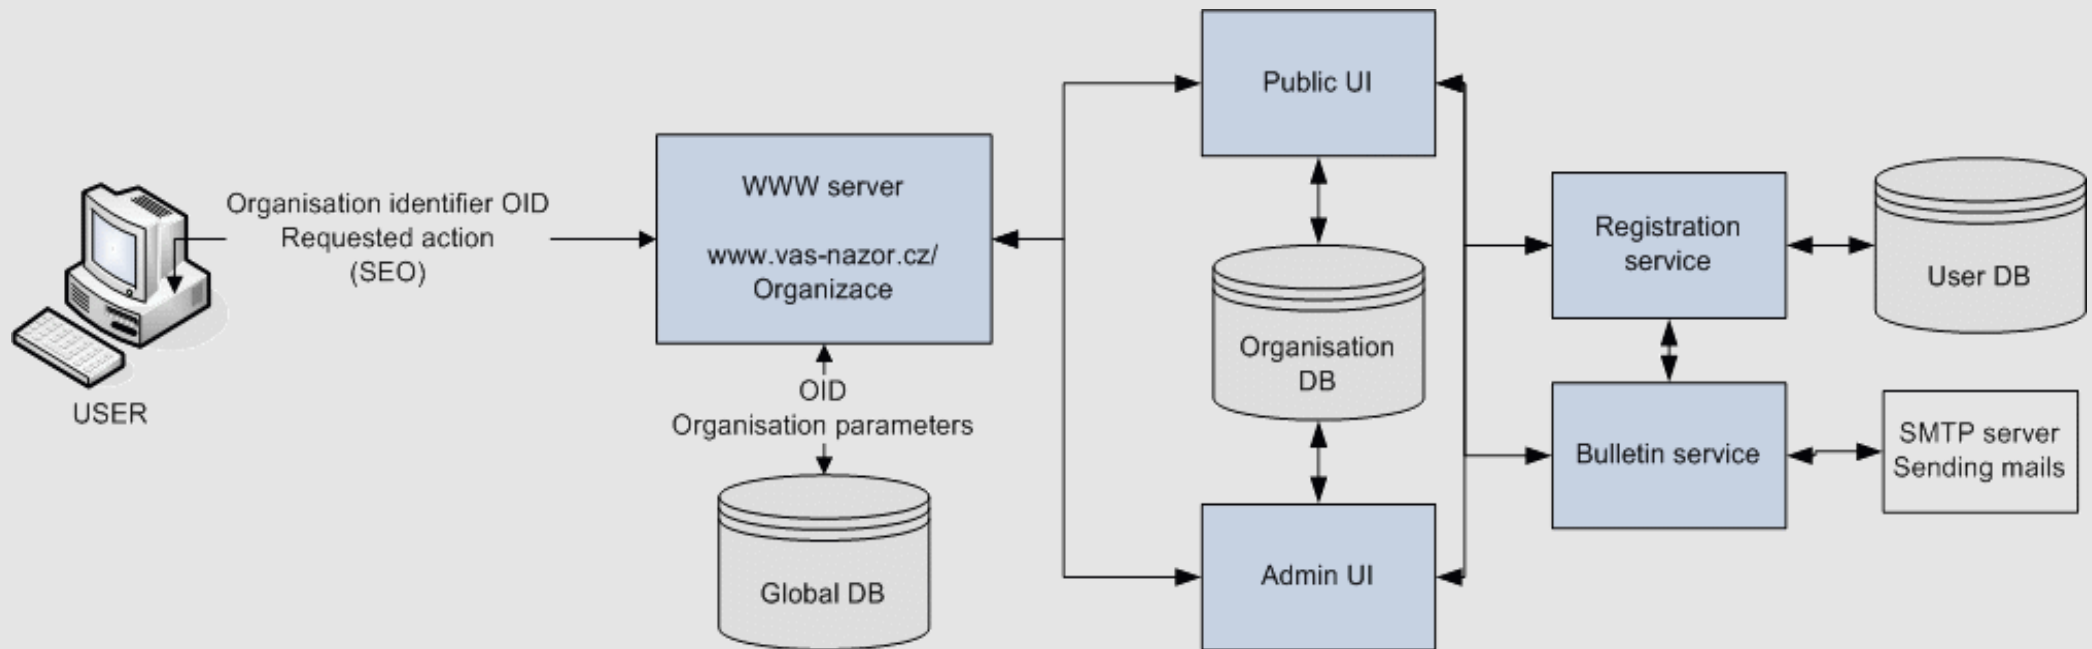 Organisation identifier OID
Requested action
(SEO)
USER
WWW server
www.vas-nazor.cz/
Organizace
OID
Organisation parameters
Global DB
Public UI
Organisation
DB
Admin UI
Registration
service
User DB
Bulletin service
SMTP server
Sending mails